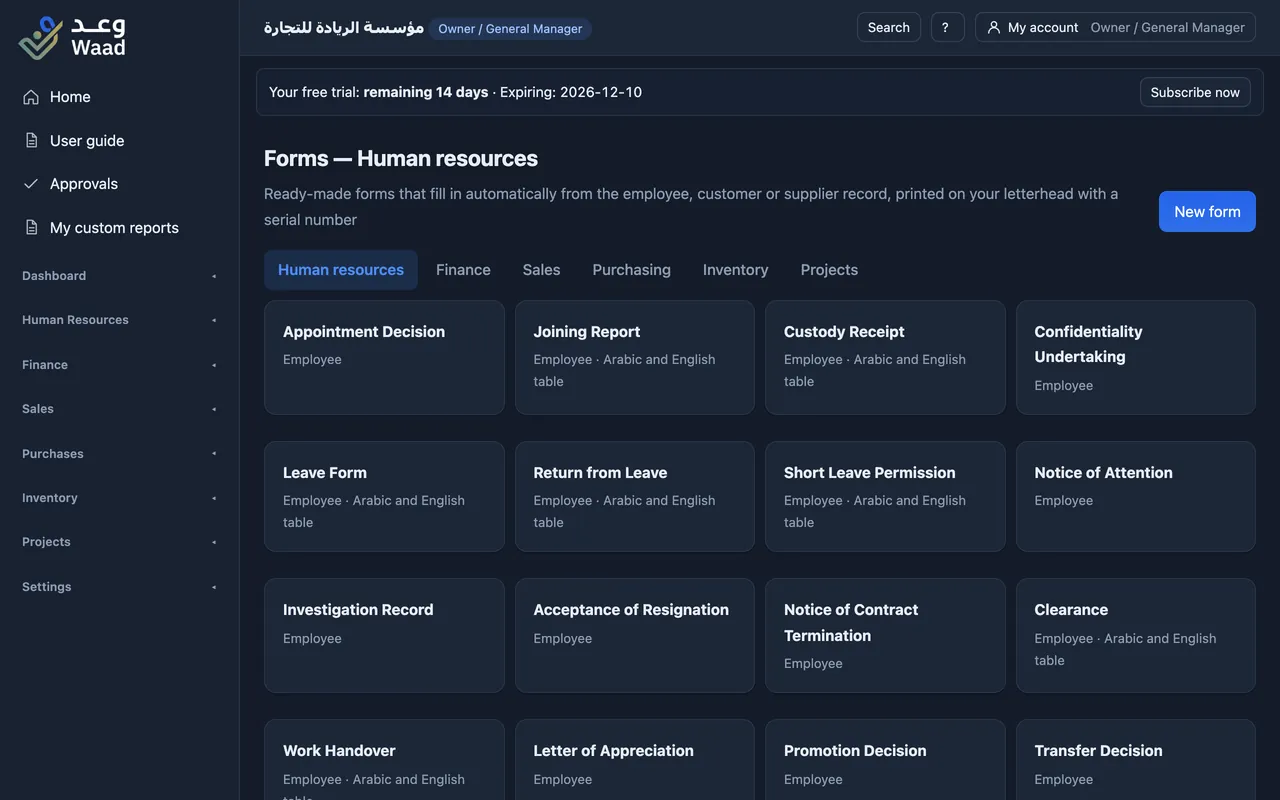 وعد
Waad
Home
User guide
Approvals
My custom reports
Dashboard
Human Resources
Finance
Sales
Purchases
Inventory
Projects
Settings
مؤسسة الريادة للتجارة
Owner / General Manager
Search
?
My account Owner / General Manager
Your free trial: remaining 14 days · Expiring: 2026-12-10
Subscribe now
Forms — Human resources
Ready-made forms that fill in automatically from the employee, customer or supplier record, printed on your letterhead with a
serial number
New form
Human resources
Finance
Sales
Purchasing
Inventory
Projects
Appointment Decision
Employee
Joining Report
Employee · Arabic and English
table
Custody Receipt
Employee · Arabic and English
table
Confidentiality
Undertaking
Employee
Leave Form
Employee · Arabic and English
table
Return from Leave
Employee · Arabic and English
table
Short Leave Permission
Employee · Arabic and English
table
Notice of Attention
Employee
Investigation Record
Employee
Acceptance of Resignation
Employee
Notice of Contract
Termination
Employee
Clearance
Employee · Arabic and English
table
Work Handover
Employee · Arabic and English
table
Letter of Appreciation
Employee
Promotion Decision
Employee
Transfer Decision
Employee